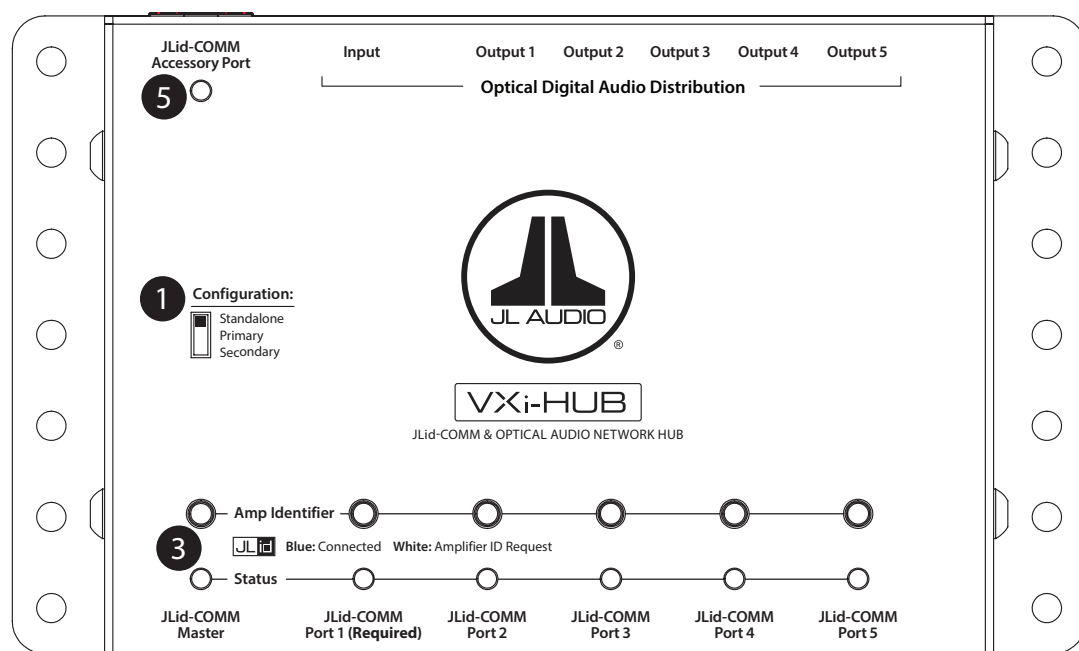 JLid-COMM
Accessory Port
Input
Output 1
Output 2
Output 3
Output 4
Output 5
Optical Digital Audio Distribution
5
1
Configuration:
Standalone
Primary
Secondary
JL AUDIO
®
VXi-HUB
JLid-COMM & OPTICAL AUDIO NETWORK HUB
Amp Identifier
3
JLid Blue: Connected White: Amplifier ID Request
Status
JLid-COMM
Master
JLid-COMM
Port 1 (Required)
JLid-COMM
Port 2
JLid-COMM
Port 3
JLid-COMM
Port 4
JLid-COMM
Port 5